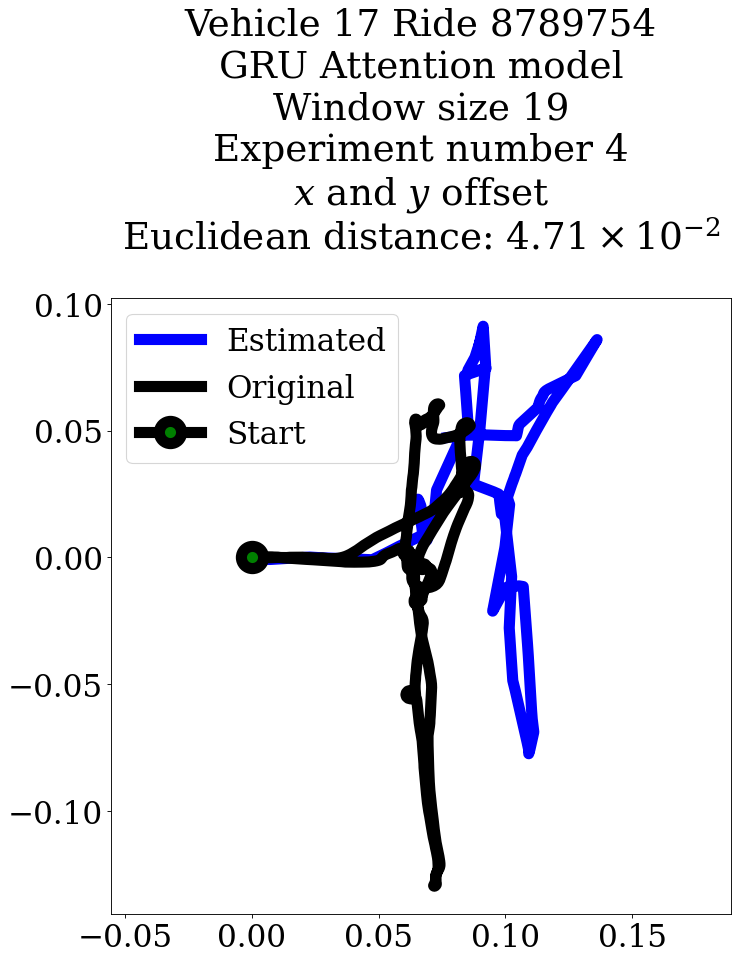 Vehicle 17 Ride 8789754
GRU Attention model
Window size 19
Experiment number 4
x and y offset
Euclidean distance: 4.71 × 10⁻²
0.10
0.05
0.00
−0.05
−0.10
Estimated
Original
Start
−0.05 0.00 0.05 0.10 0.15